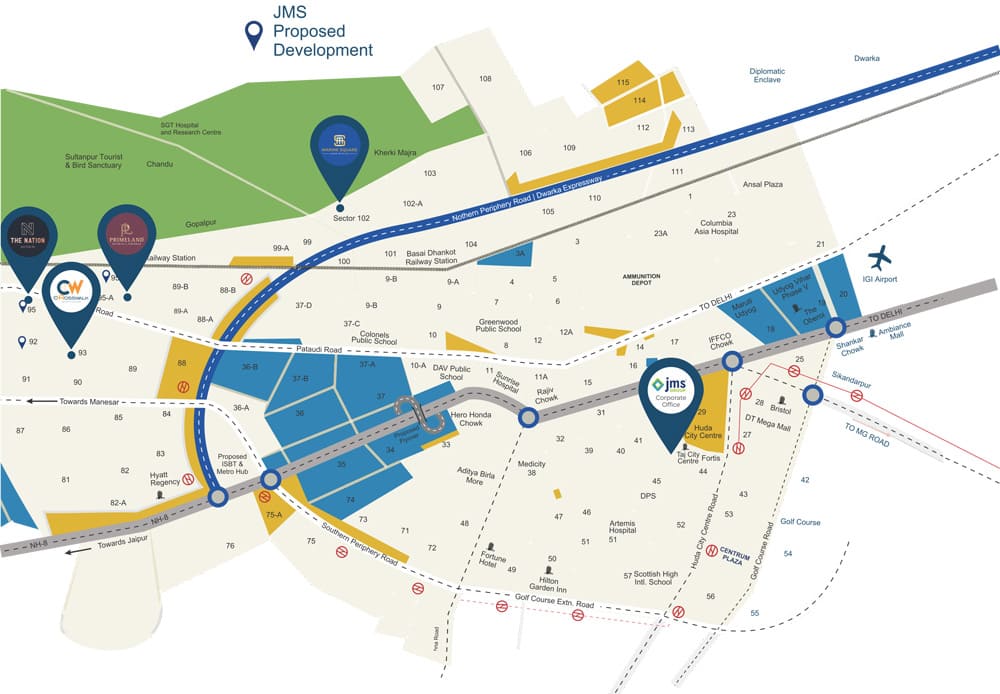 JMS
Proposed
Development
Dwarka
Diplomatic
Enclave
108
107
115
114
112
113
SGT Hospital
and Research Centre
Sultanpur Tourist
& Bird Sanctuary
Chandu
Kherki Majra
103
106
109
111
110
105
1
Ansal Plaza
Nothern Periphery Road | Dwarka Expressway
Sector 102
102-A
Gopalpur
THE NATION
PRIMELAND
99-A
99
100
101
Basai Dhankot
Railway Station
104
3A
3
23A
23
Columbia
Asia Hospital
21
IGI Airport
AMMUNITION
DEPOT
CW
95
95-A
Road
92
93
91
90
89
89-B
88-B
89-A
88-A
88
9-B
9-A
4
5
7
6
8
9
10
37-D
9-B
37-C
Colonels
Public School
Greenwood
Public School
12
12A
14
17
16
15
Pataudi Road
TO DELHI
Maruti
Udyog
Udyog Vihar
Phase V
The
Oberoi
18
19
20
TO DELHI
Shankar
Chowk
Ambiance
Mall
Sikandarpur
25
IFFCO
Chowk
36-B
37-B
37-A
37
10-A
DAV Public
School
Sunrise
Hospital
11A
Rajiv
Chowk
Hero Honda
Chowk
Towards Manesar
84
85
86
87
83
82
81
82-A
36-A
36
35
34
33
Proposed
Flyover
Proposed
ISBT &
Metro Hub
Hyatt
Regency
NH-8
NH-8
Towards Jaipur
jms
Corporate
Office
29
Huda
City Centre
Taj City
Centre
Fortis
44
28
Bristol
DT Mega Mall
27
TO MG ROAD
31
32
40
39
41
45
Medicity
38
Aditya Birla
More
74
75-A
75
76
73
71
72
Southern Periphery Road
48
47
46
51
51
DPS
Artemis
Hospital
52
53
43
42
Golf Course
54
55
56
Huda City Centre Road
Golf Course Road
CENTRUM
PLAZA
Fortune
Hotel
49
50
Hilton
Garden Inn
57
Scottish High
Intl. School
Golf Course Extn. Road